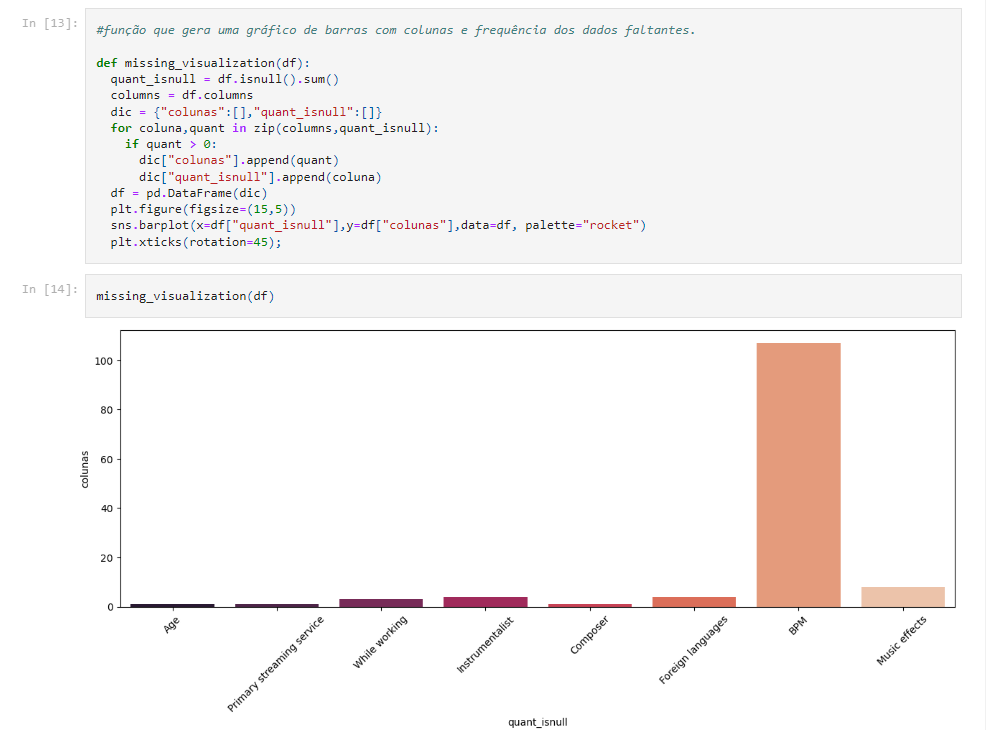 In [13]:
#função que gera uma gráfico de barras com colunas e frequência dos dados faltantes.
def missing_visualization(df):
  quant_isnull = df.isnull().sum()
  columns = df.columns
  dic = {"colunas":[],"quant_isnull":[]}
  for coluna,quant in zip(columns,quant_isnull):
    if quant > 0:
      dic["colunas"].append(quant)
      dic["quant_isnull"].append(coluna)
  df = pd.DataFrame(dic)
  plt.figure(figsize=(15,5))
  sns.barplot(x=df["quant_isnull"],y=df["colunas"],data=df, palette="rocket")
  plt.xticks(rotation=45);
In [14]:
missing_visualization(df)
100
80
60
40
20
0
colunas
Age
Primary streaming service
While working
Instrumentalist
Composer
Foreign languages
BPM
Music effects
quant_isnull